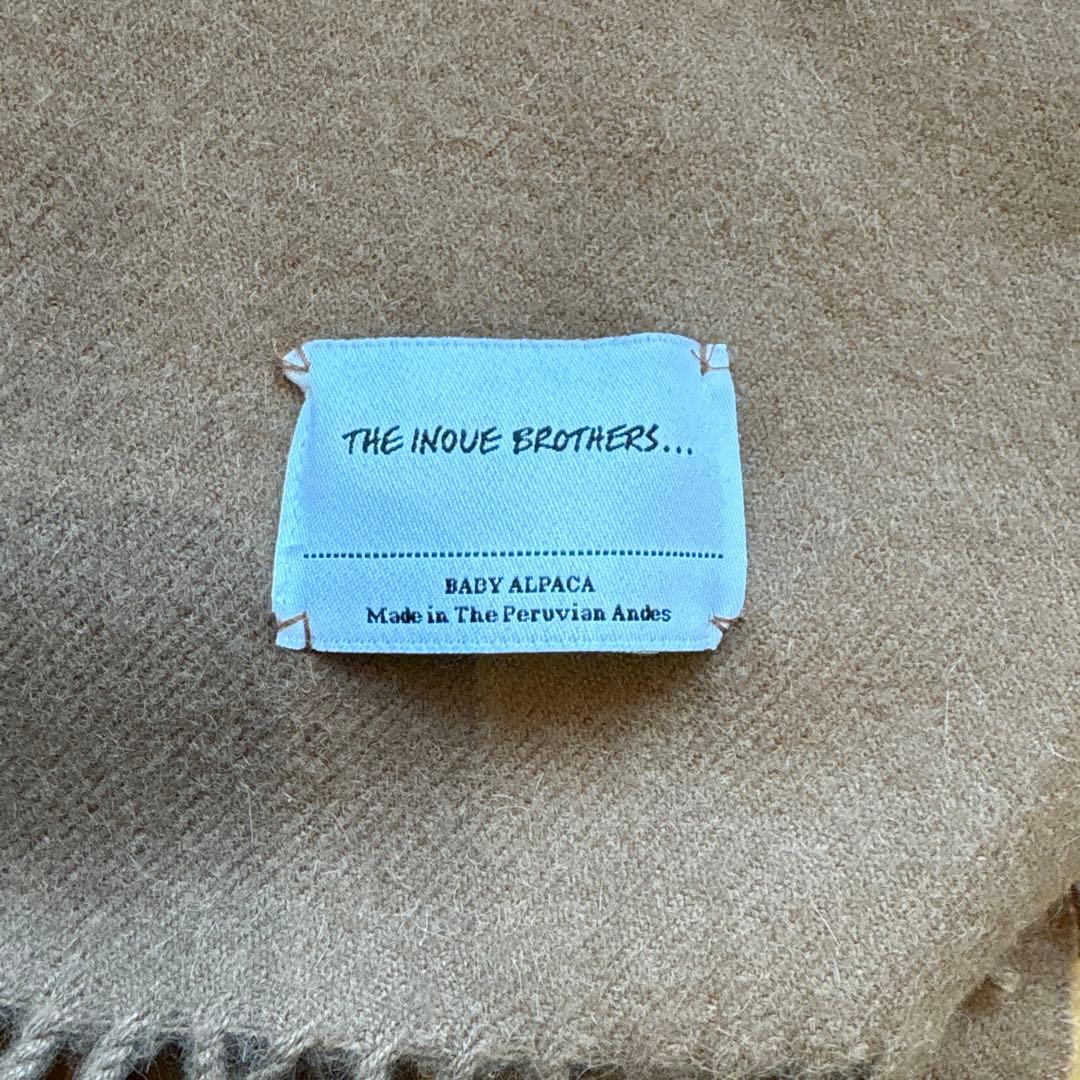 THE INOUE BROTHERS...
BABY ALPACA
Made in The Peruvian Andes